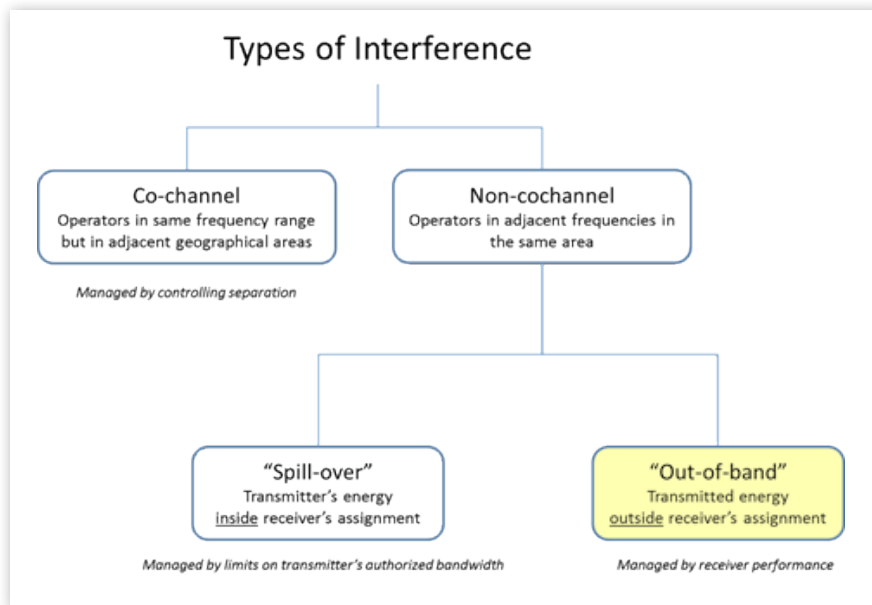 Types of Interference
Co-channel
Operators in same frequency range
but in adjacent geographical areas
Managed by controlling separation
Non-cochannel
Operators in adjacent frequencies in
the same area
“Spill-over”
Transmitter’s energy
inside receiver’s assignment
Managed by limits on transmitter’s authorized bandwidth
“Out-of-band”
Transmitted energy
outside receiver’s assignment
Managed by receiver performance